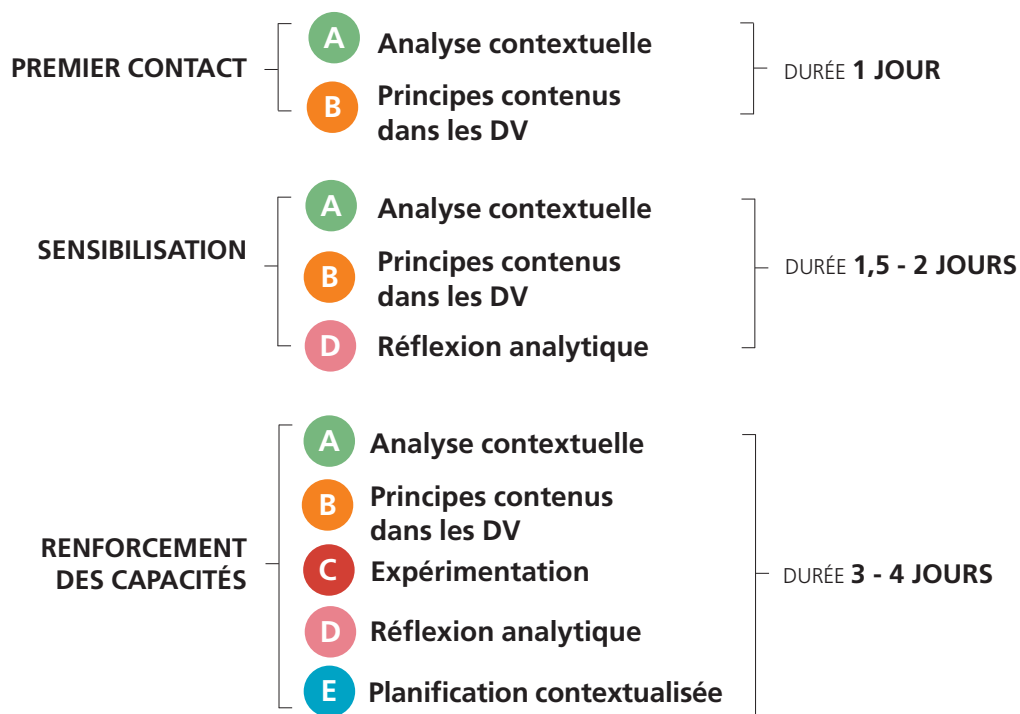 PREMIER CONTACT
A Analyse contextuelle
B Principes contenus
dans les DV
DURÉE 1 JOUR
SENSIBILISATION
A Analyse contextuelle
B Principes contenus
dans les DV
D Réflexion analytique
DURÉE 1,5 - 2 JOURS
RENFORCEMENT
DES CAPACITÉS
A Analyse contextuelle
B Principes contenus
dans les DV
C Expérimentation
D Réflexion analytique
E Planification contextualisée
DURÉE 3 - 4 JOURS